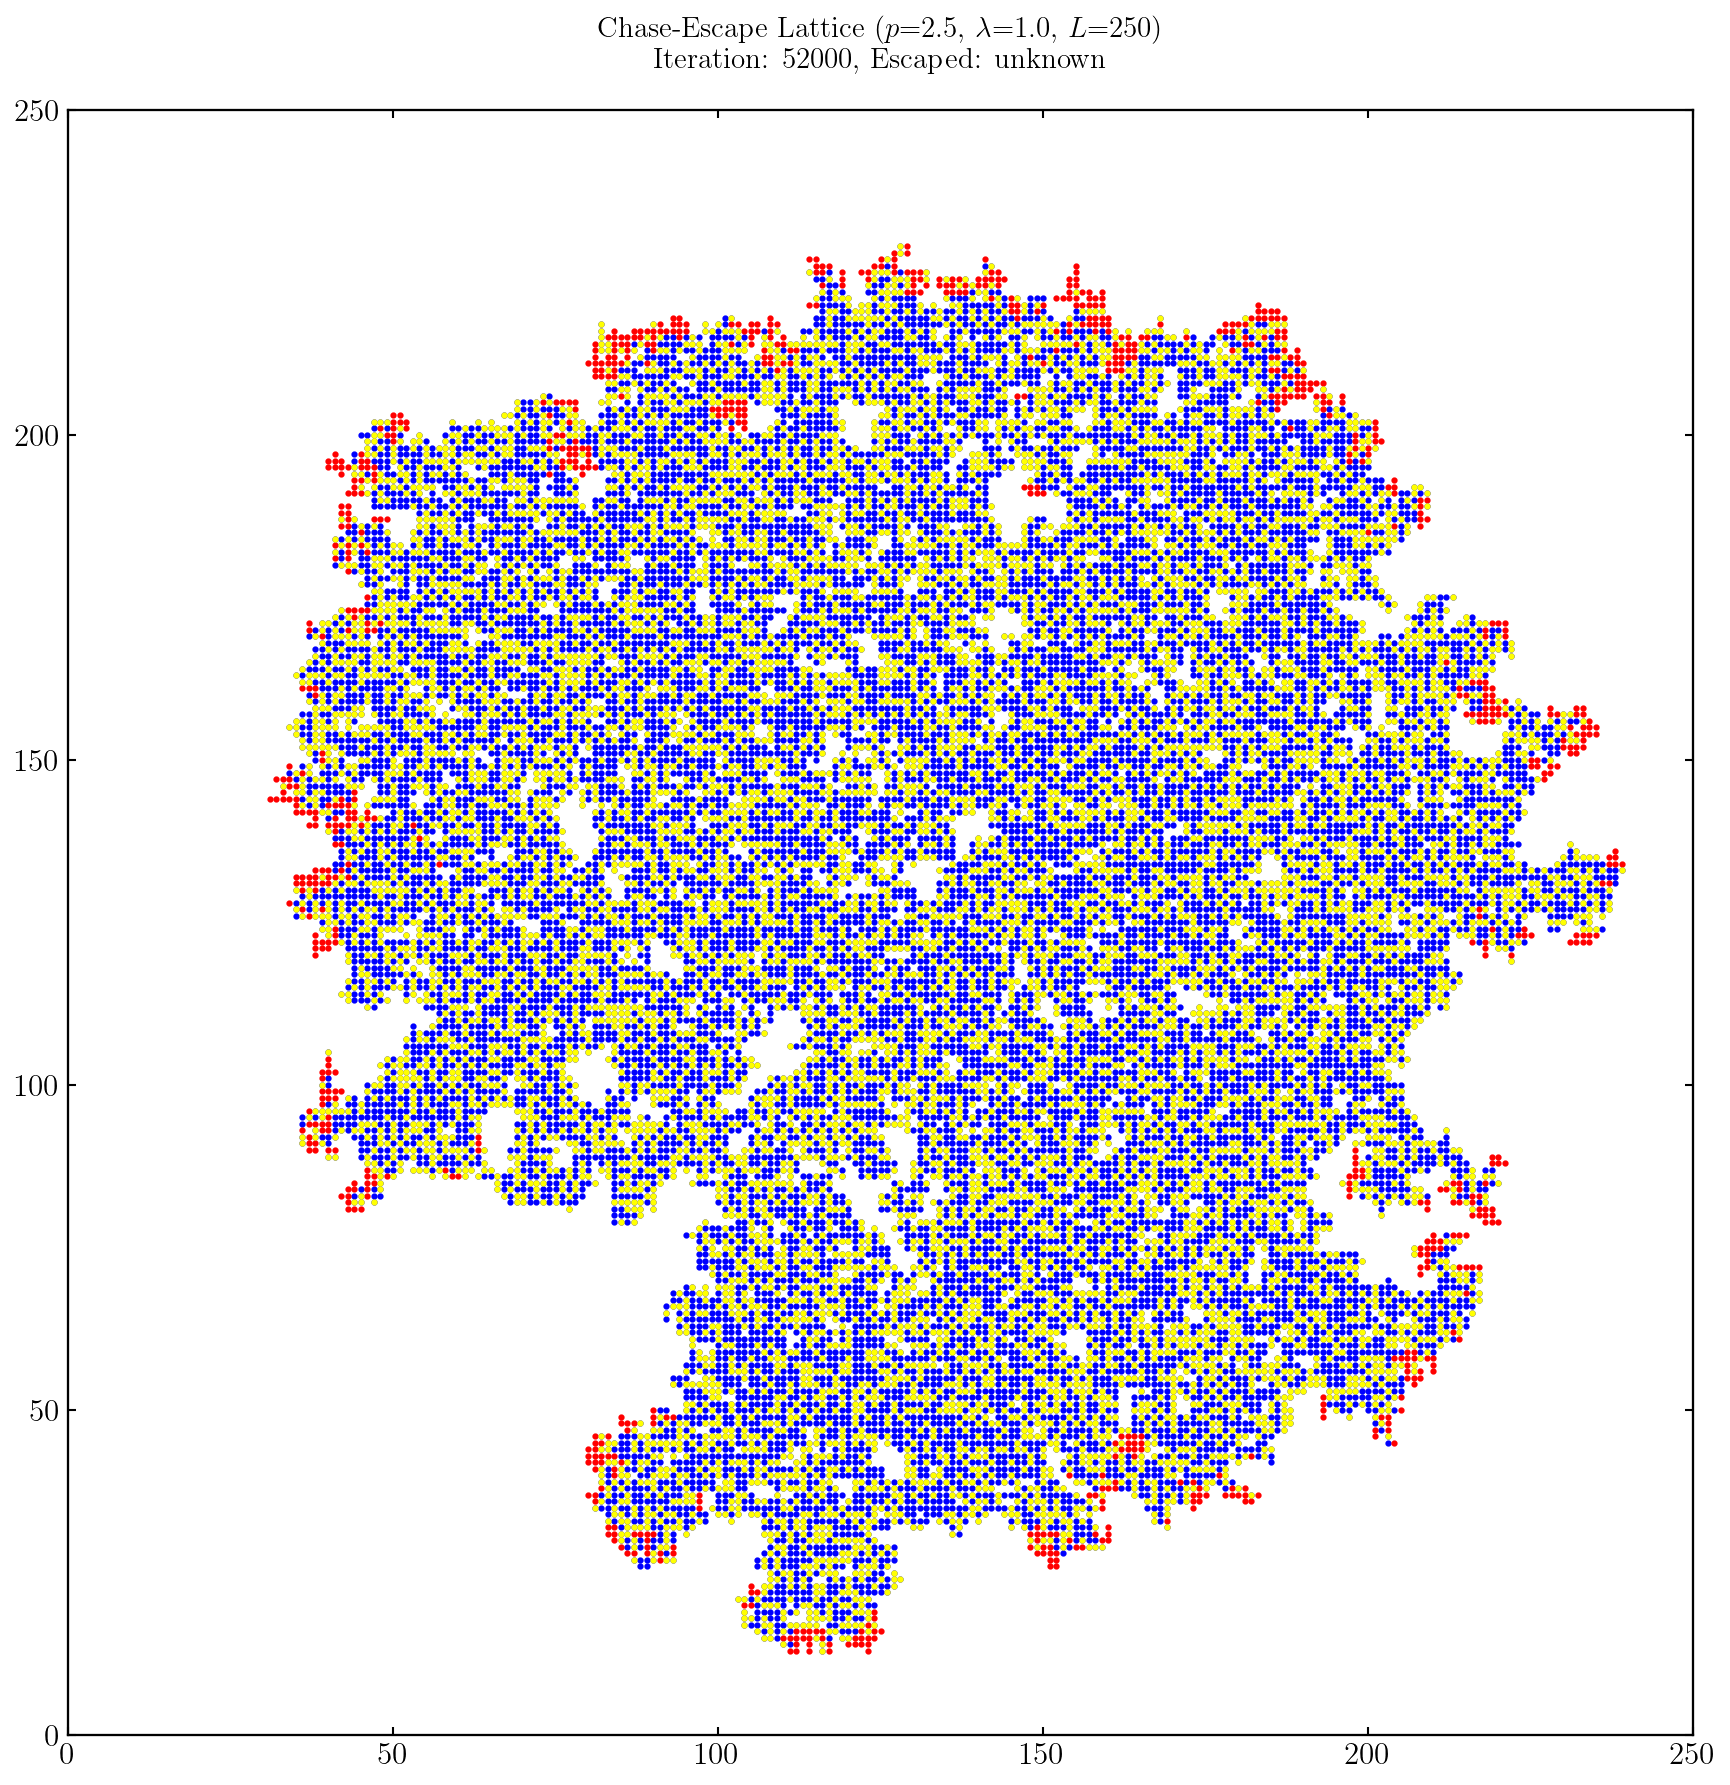 Chase-Escape Lattice (p=2.5, λ=1.0, L=250)
Iteration: 52000, Escaped: unknown
250
200
150
100
50
0
0 50 100 150 200 250